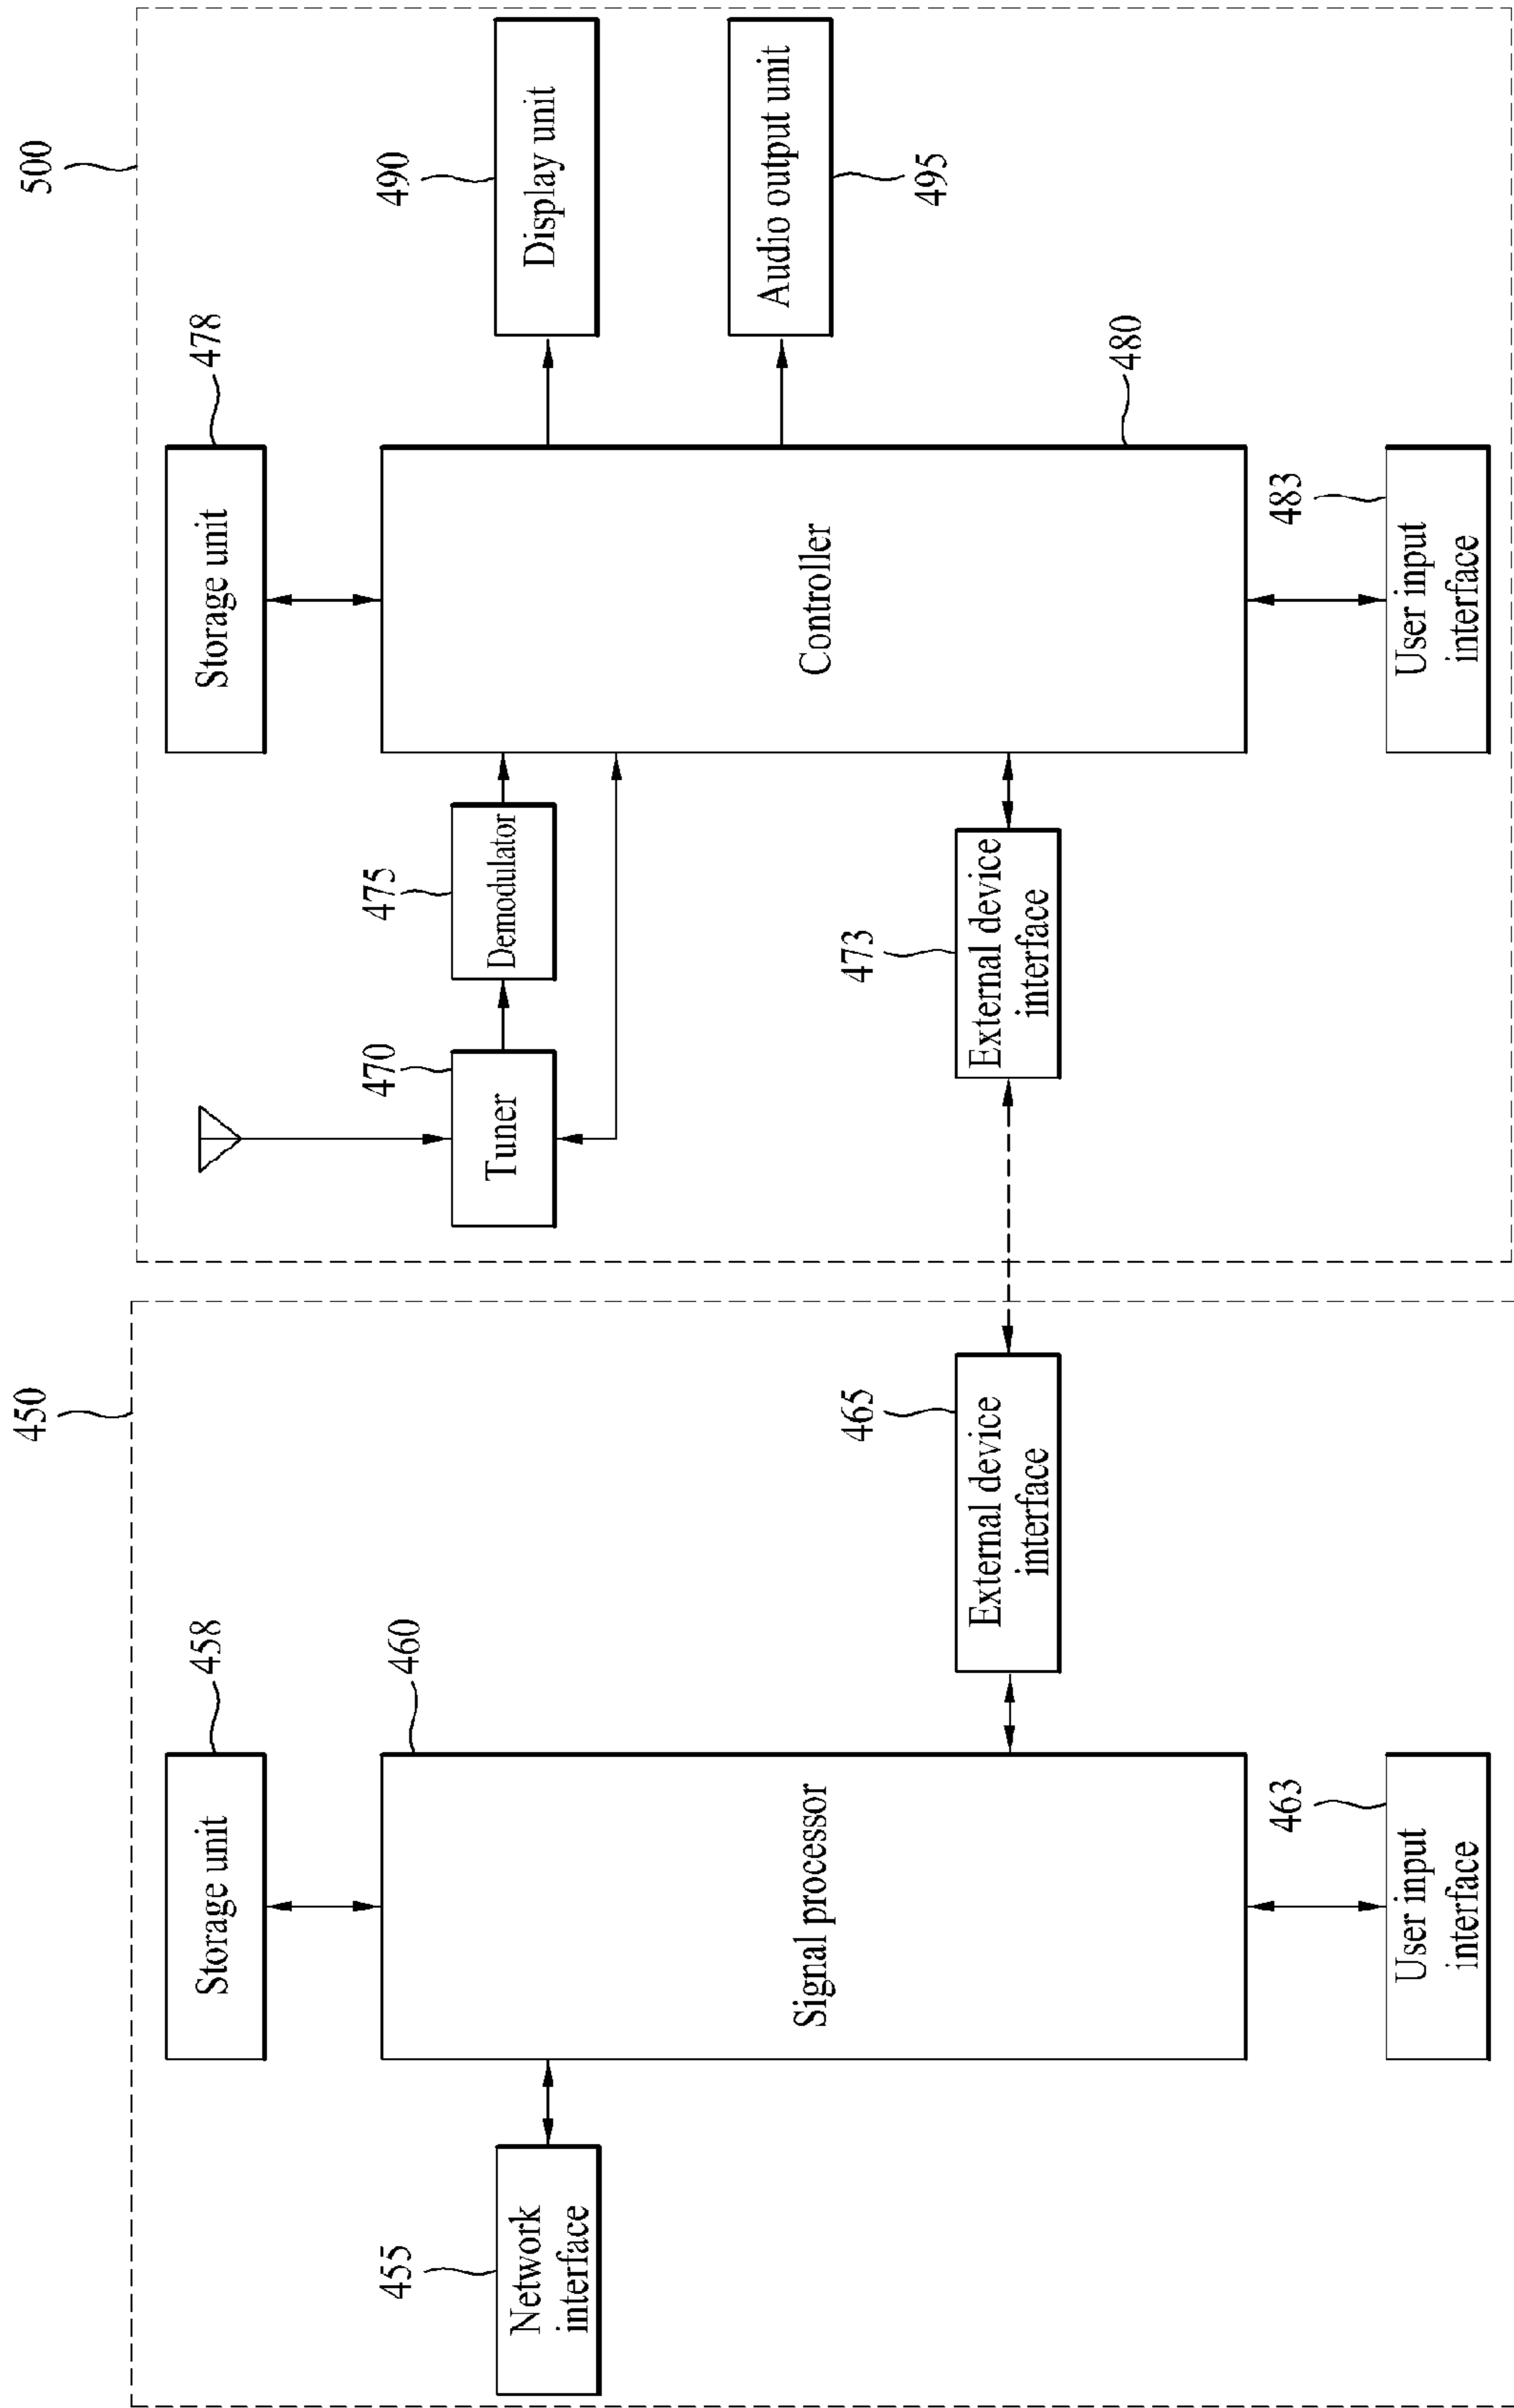 450
458
Storage unit
460
Signal processor
455
Network
interface
465
External device
interface
463
User input
interface
500
478
Storage unit
470
Tuner
475
Demodulator
480
Controller
490
Display unit
Audio output unit
495
473
External device
interface
483
User input
interface